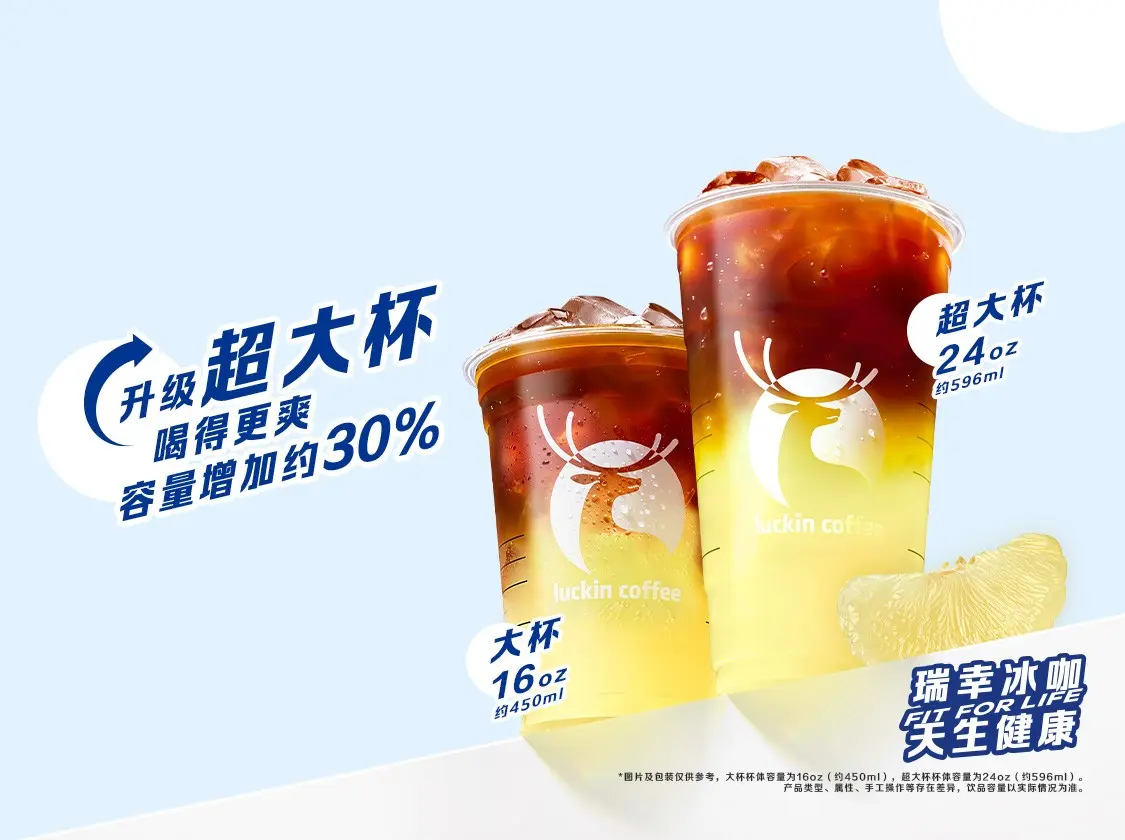 升级超大杯
喝得更爽
容量增加约30%
超大杯
24oz
约596ml
luckin coffee
luckin coffee
大杯
16oz
约450ml
瑞幸冰咖
FIT FOR LIFE
天生健康
*图片及包装仅供参考，大杯杯体容量为16oz（约450ml），超大杯杯体容量为24oz（约596ml）。
产品类型、属性、手工操作等存在差异，饮品容量以实际情况为准。